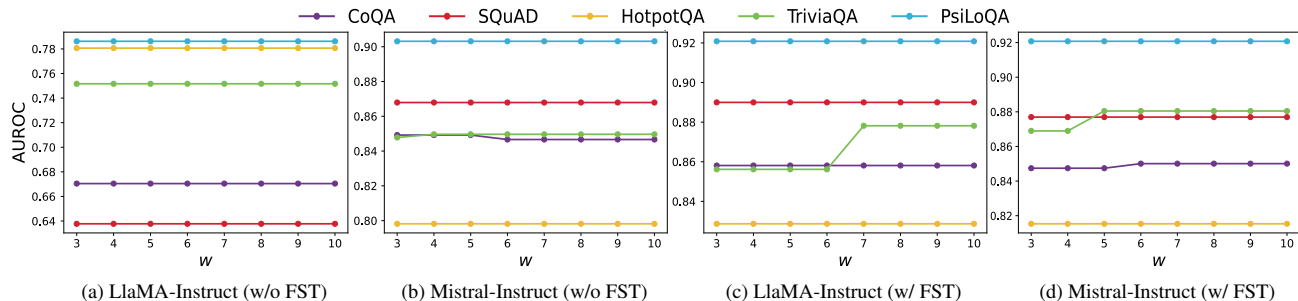 CoQA SQuAD HotpotQA TriviaQA PsiLoQA
AUROC
0.78
0.76
0.74
0.72
0.70
0.68
0.66
0.64
3 4 5 6 7 8 9 10
w
(a) LlaMA-Instruct (w/o FST)
0.90
0.88
0.86
0.84
0.82
0.80
3 4 5 6 7 8 9 10
w
(b) Mistral-Instruct (w/o FST)
0.92
0.90
0.88
0.86
0.84
3 4 5 6 7 8 9 10
w
(c) LlaMA-Instruct (w/ FST)
0.92
0.90
0.88
0.86
0.84
0.82
3 4 5 6 7 8 9 10
w
(d) Mistral-Instruct (w/ FST)